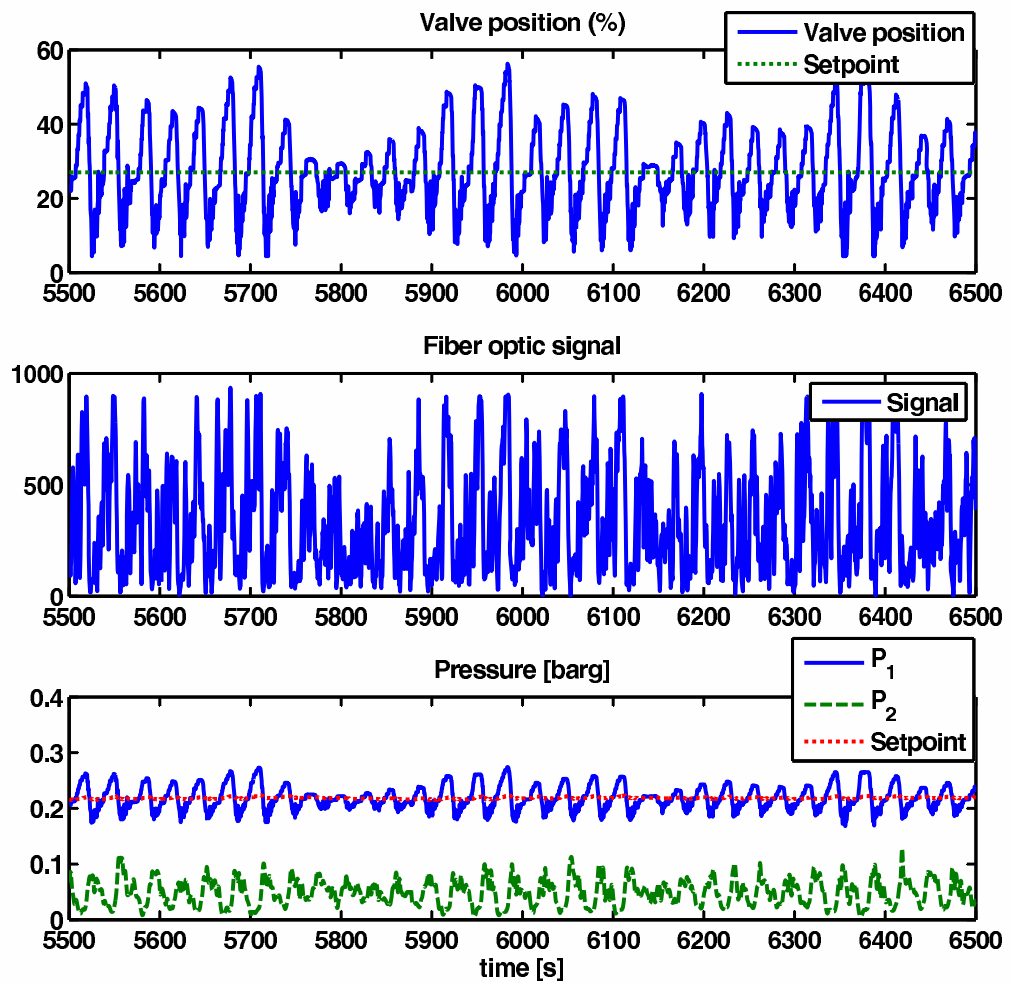 Valve position (%)
Valve position
Setpoint
60
40
20
0
5500 5600 5700 5800 5900 6000 6100 6200 6300 6400 6500
Fiber optic signal
Signal
1000
500
0
5500 5600 5700 5800 5900 6000 6100 6200 6300 6400 6500
Pressure [barg]
P1
P2
Setpoint
0.4
0.3
0.2
0.1
0
5500 5600 5700 5800 5900 6000 6100 6200 6300 6400 6500
time [s]